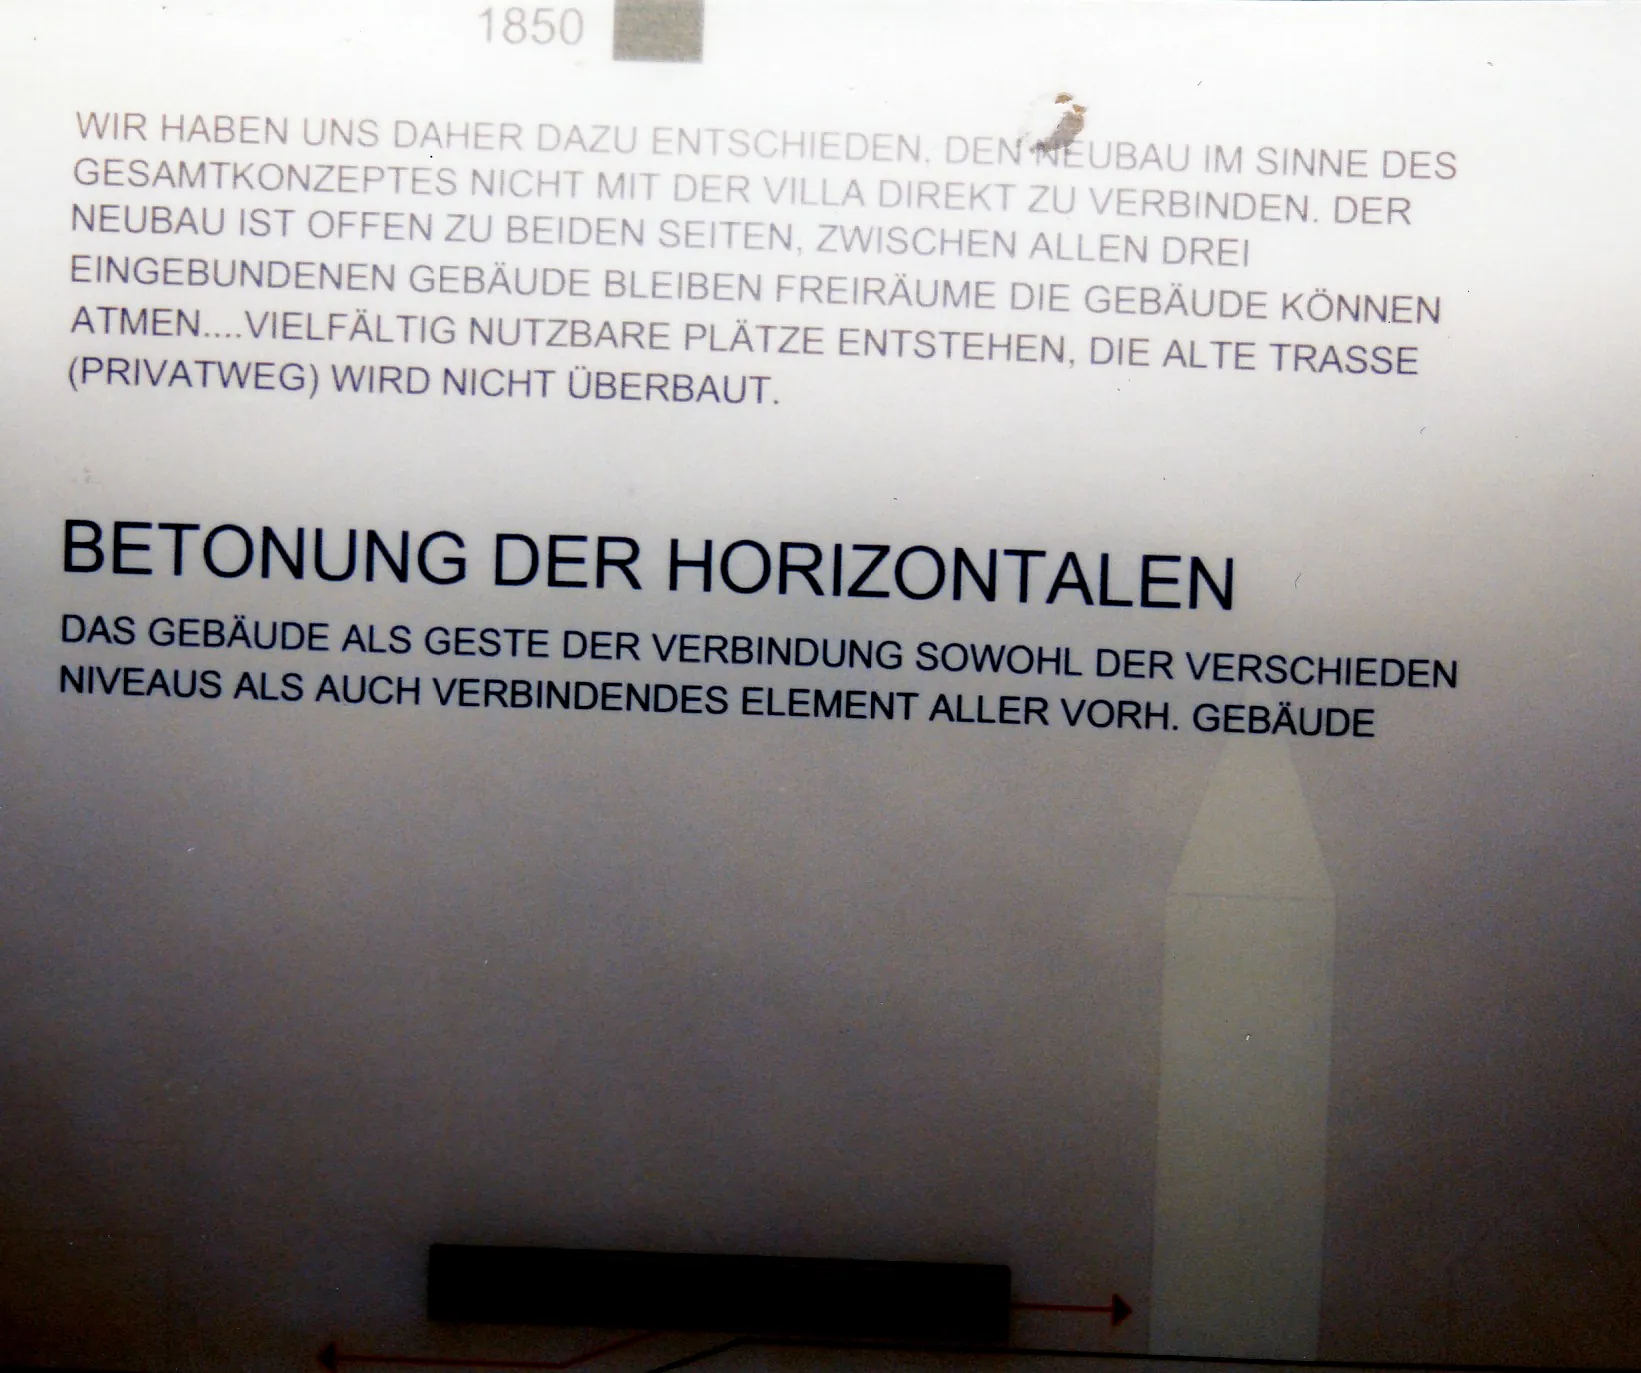 1850
WIR HABEN UNS DAHER DAZU ENTSCHIEDEN, DEN NEUBAU IM SINNE DES
GESAMTKONZEPTES NICHT MIT DER VILLA DIREKT ZU VERBINDEN. DER
NEUBAU IST OFFEN ZU BEIDEN SEITEN, ZWISCHEN ALLEN DREI
EINGEBUNDENEN GEBÄUDE BLEIBEN FREIRÄUME DIE GEBÄUDE KÖNNEN
ATMEN....VIELFÄLTIG NUTZBARE PLÄTZE ENTSTEHEN, DIE ALTE TRASSE
(PRIVATWEG) WIRD NICHT ÜBERBAUT.
BETONUNG DER HORIZONTALEN
DAS GEBÄUDE ALS GESTE DER VERBINDUNG SOWOHL DER VERSCHIEDEN
NIVEAUS ALS AUCH VERBINDENDES ELEMENT ALLER VORH. GEBÄUDE